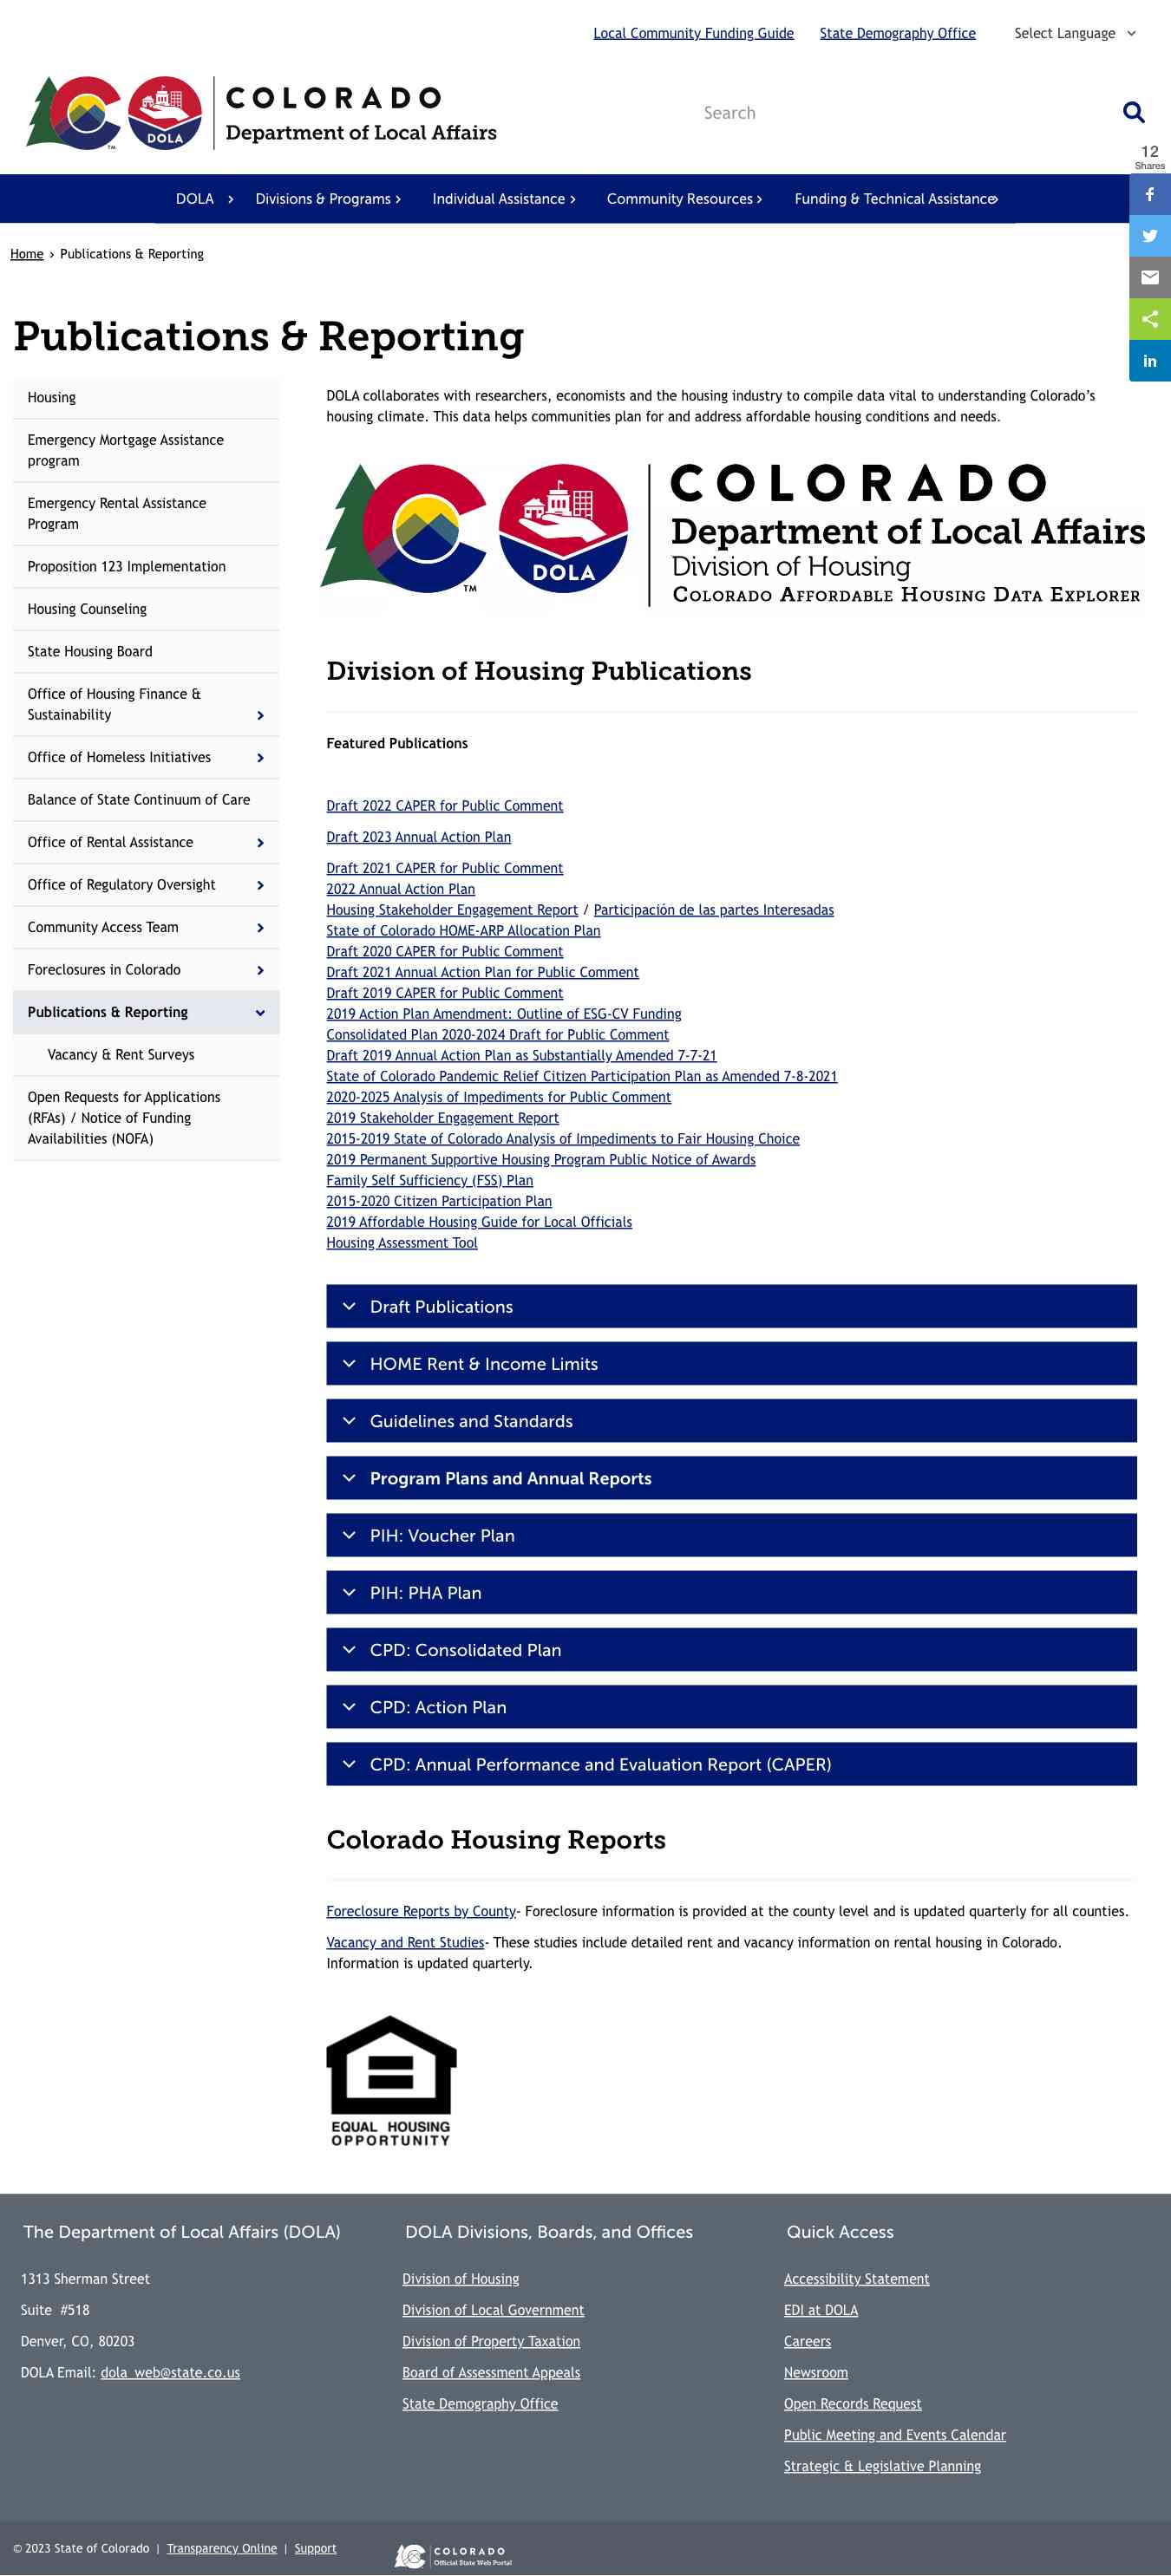 Local Community Funding Guide
State Demography Office
Select Language
COLORADO
Department of Local Affairs
DOLA
TM
Search
12
Shares
DOLA
Divisions & Programs
Individual Assistance
Community Resources
Funding & Technical Assistance
Home › Publications & Reporting
Publications & Reporting
Housing
Emergency Mortgage Assistance
program
Emergency Rental Assistance
Program
Proposition 123 Implementation
Housing Counseling
State Housing Board
Office of Housing Finance &
Sustainability
Office of Homeless Initiatives
Balance of State Continuum of Care
Office of Rental Assistance
Office of Regulatory Oversight
Community Access Team
Foreclosures in Colorado
Publications & Reporting
Vacancy & Rent Surveys
Open Requests for Applications
(RFAs) / Notice of Funding
Availabilities (NOFA)
DOLA collaborates with researchers, economists and the housing industry to compile data vital to understanding Colorado’s
housing climate. This data helps communities plan for and address affordable housing conditions and needs.
COLORADO
Department of Local Affairs
Division of Housing
COLORADO AFFORDABLE HOUSING DATA EXPLORER
DOLA
TM
Division of Housing Publications
Featured Publications
Draft 2022 CAPER for Public Comment
Draft 2023 Annual Action Plan
Draft 2021 CAPER for Public Comment
2022 Annual Action Plan
Housing Stakeholder Engagement Report / Participación de las partes Interesadas
State of Colorado HOME-ARP Allocation Plan
Draft 2020 CAPER for Public Comment
Draft 2021 Annual Action Plan for Public Comment
Draft 2019 CAPER for Public Comment
2019 Action Plan Amendment: Outline of ESG-CV Funding
Consolidated Plan 2020-2024 Draft for Public Comment
Draft 2019 Annual Action Plan as Substantially Amended 7-7-21
State of Colorado Pandemic Relief Citizen Participation Plan as Amended 7-8-2021
2020-2025 Analysis of Impediments for Public Comment
2019 Stakeholder Engagement Report
2015-2019 State of Colorado Analysis of Impediments to Fair Housing Choice
2019 Permanent Supportive Housing Program Public Notice of Awards
Family Self Sufficiency (FSS) Plan
2015-2020 Citizen Participation Plan
2019 Affordable Housing Guide for Local Officials
Housing Assessment Tool
Draft Publications
HOME Rent & Income Limits
Guidelines and Standards
Program Plans and Annual Reports
PIH: Voucher Plan
PIH: PHA Plan
CPD: Consolidated Plan
CPD: Action Plan
CPD: Annual Performance and Evaluation Report (CAPER)
Colorado Housing Reports
Foreclosure Reports by County- Foreclosure information is provided at the county level and is updated quarterly for all counties.
Vacancy and Rent Studies- These studies include detailed rent and vacancy information on rental housing in Colorado.
Information is updated quarterly.
EQUAL HOUSING
OPPORTUNITY
The Department of Local Affairs (DOLA)
1313 Sherman Street
Suite #518
Denver, CO, 80203
DOLA Email: dola_web@state.co.us
DOLA Divisions, Boards, and Offices
Division of Housing
Division of Local Government
Division of Property Taxation
Board of Assessment Appeals
State Demography Office
Quick Access
Accessibility Statement
EDI at DOLA
Careers
Newsroom
Open Records Request
Public Meeting and Events Calendar
Strategic & Legislative Planning
© 2023 State of Colorado | Transparency Online | Support
COLORADO
Official State Web Portal